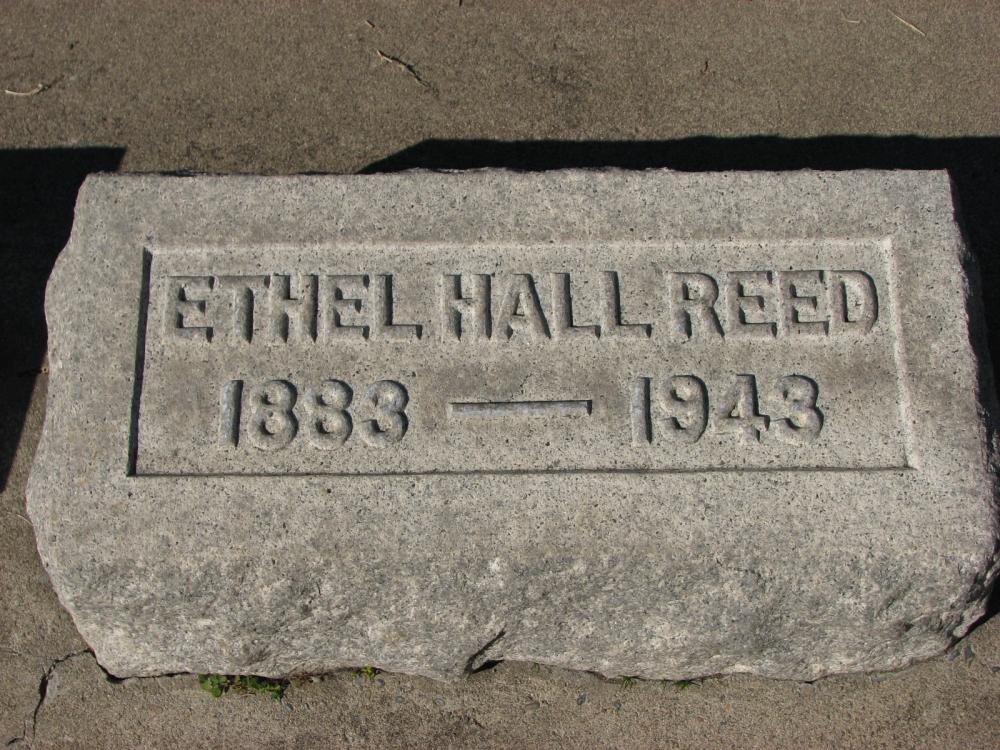 ETHEL HALL REED
1883 — 1943